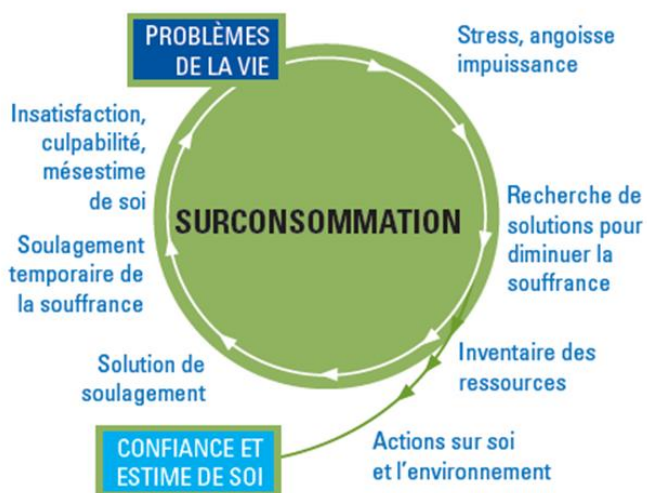 PROBLÈMES
DE LA VIE
Stress, angoisse
impuissance
Recherche de
solutions pour
diminuer la
souffrance
Inventaire des
ressources
Actions sur soi
et l'environnement
CONFIANCE ET
ESTIME DE SOI
Solution de
soulagement
Soulagement
temporaire de
la souffrance
Insatisfaction,
culpabilité,
mésestime
de soi
SURCONSOMMATION